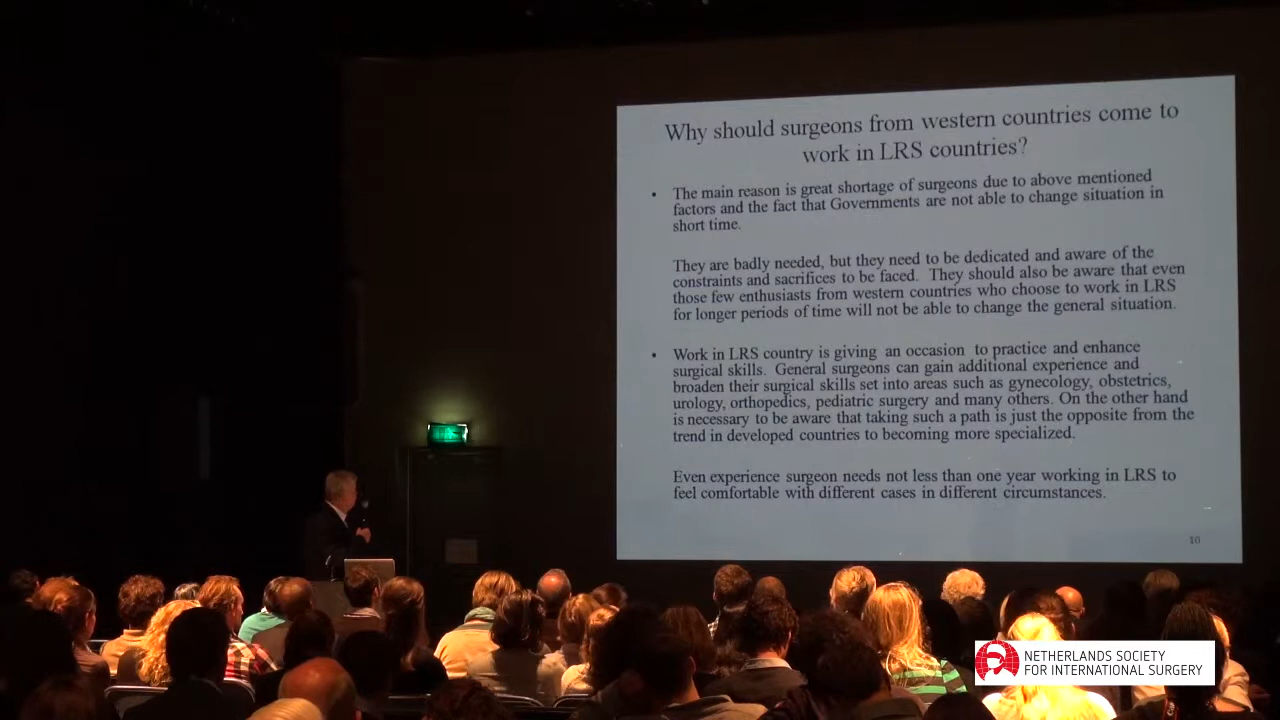 Why should surgeons from western countries come to
work in LRS countries?
• The main reason is great shortage of surgeons due to above mentioned
factors and the fact that Governments are not able to change situation in
short time.
They are badly needed, but they need to be dedicated and aware of the
constraints and sacrifices to be faced. They should also be aware that even
those few enthusiasts from western countries who choose to work in LRS
for longer periods of time will not be able to change the general situation.
• Work in LRS country is giving an occasion to practice and enhance
surgical skills. General surgeons can gain additional experience and
broaden their surgical skills set into areas such as gynecology, obstetrics,
urology, orthopedics, pediatric surgery and many others. On the other hand
is necessary to be aware that taking such a path is just the opposite from the
trend in developed countries to becoming more specialized.
Even experience surgeon needs not less than one year working in LRS to
feel comfortable with different cases in different circumstances.
10
NETHERLANDS SOCIETY
FOR INTERNATIONAL SURGERY